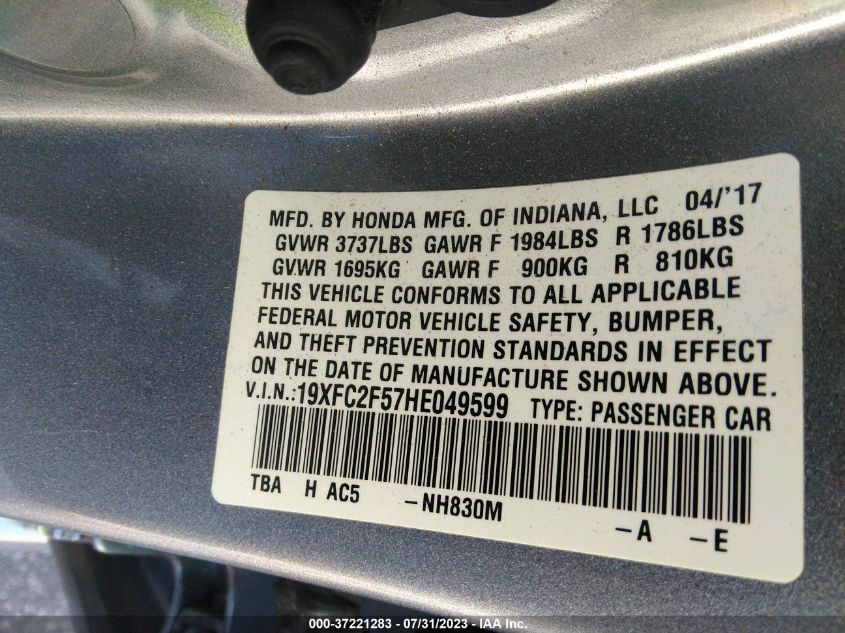 MFD. BY HONDA MFG. OF INDIANA, LLC 04/'17
GVWR 3737LBS GAWR F 1984LBS R 1786LBS
GVWR 1695KG GAWR F 900KG R 810KG
THIS VEHICLE CONFORMS TO ALL APPLICABLE
FEDERAL MOTOR VEHICLE SAFETY, BUMPER,
AND THEFT PREVENTION STANDARDS IN EFFECT
ON THE DATE OF MANUFACTURE SHOWN ABOVE.
V.I.N.:19XFC2F57HE049599 TYPE: PASSENGER CAR
TBA H AC5 -NH830M -A -E
000-37221283 - 07/31/2023 - IAA Inc.